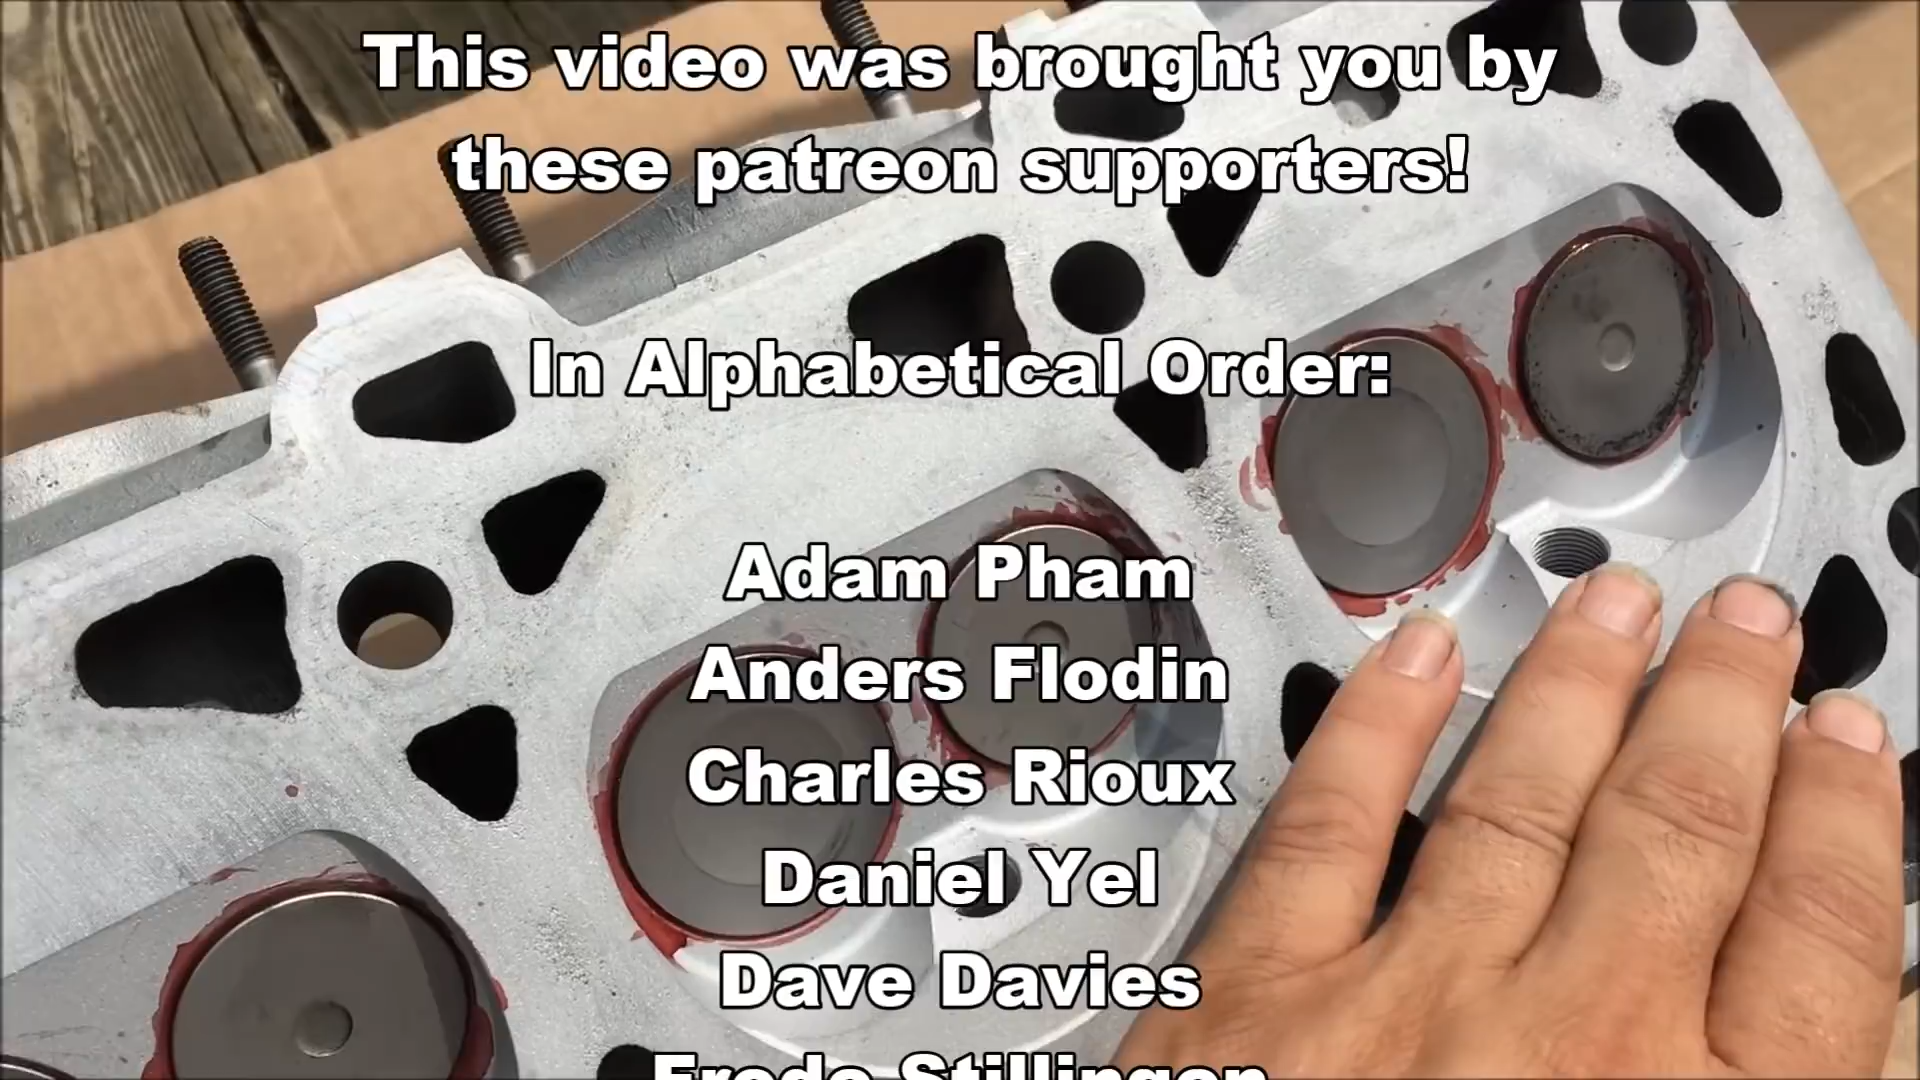 This video was brought you by
these patreon supporters!
In Alphabetical Order:
Adam Pham
Anders Flodin
Charles Rioux
Daniel Yel
Dave Davies